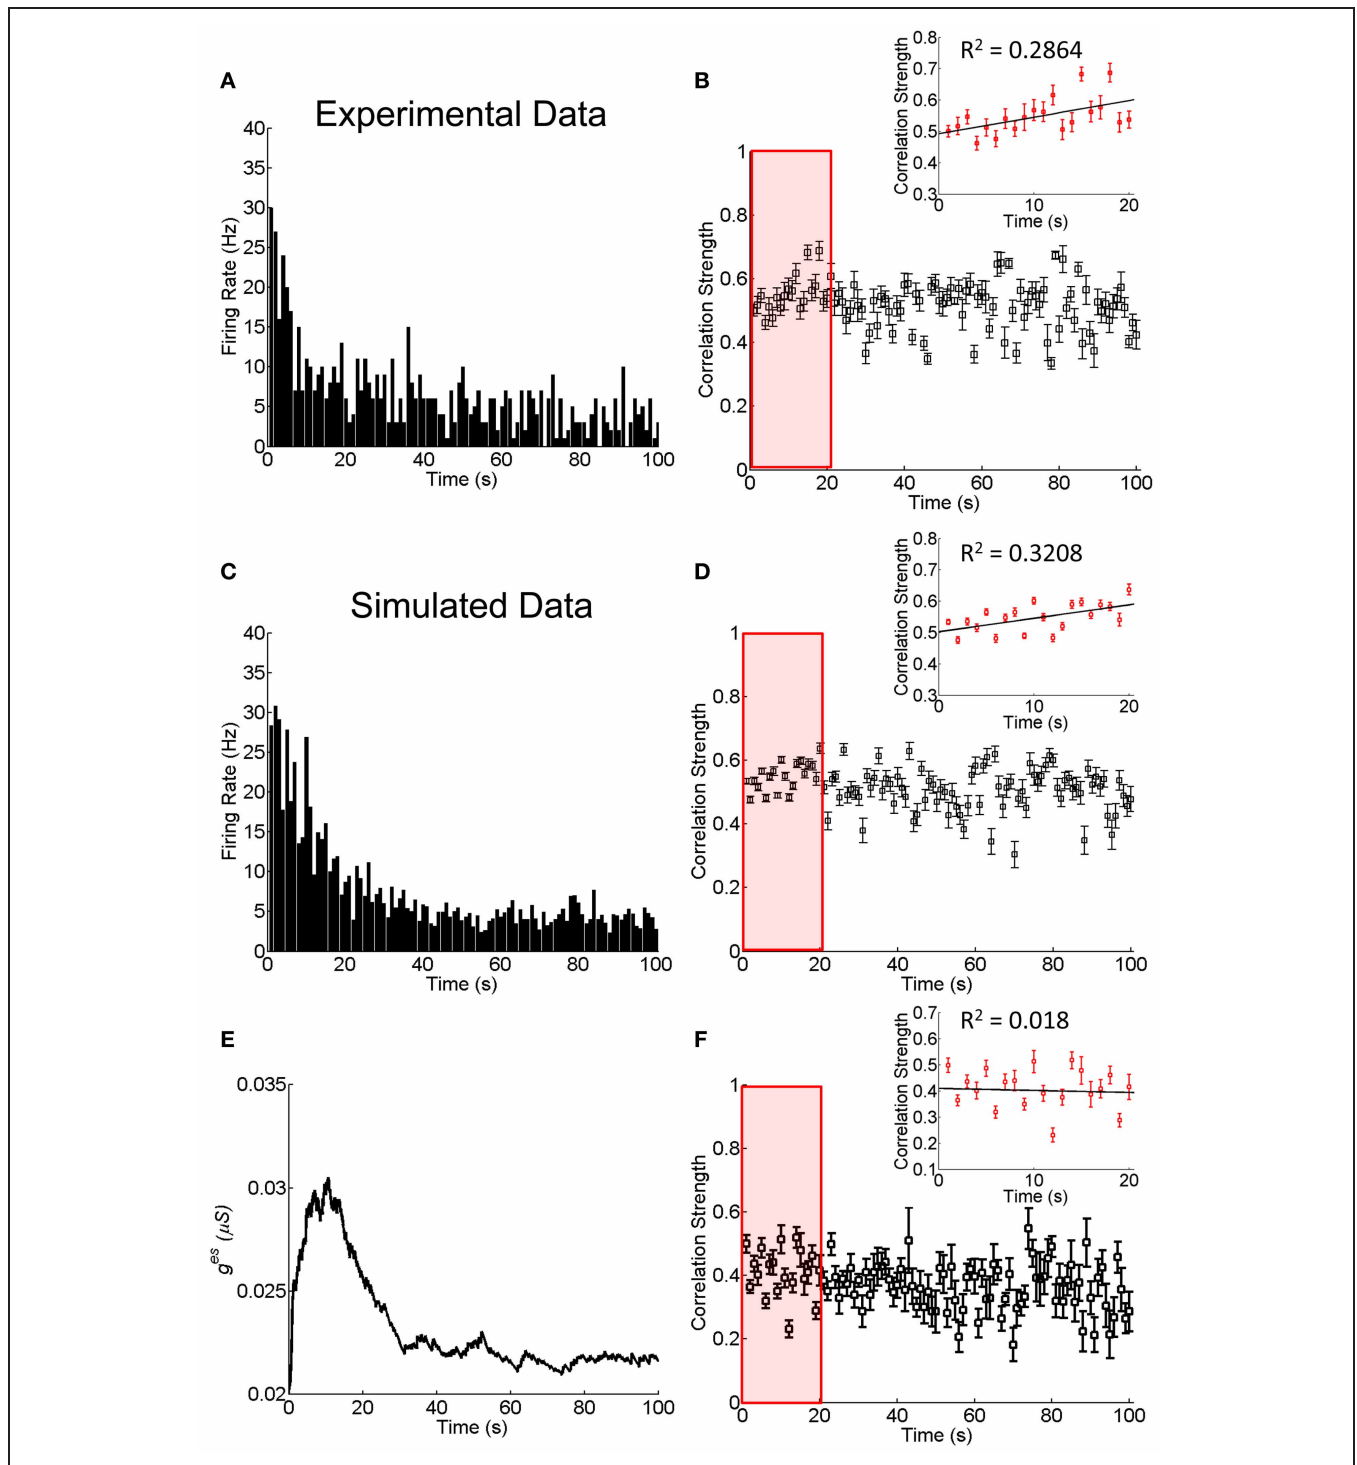 A
Experimental Data
40
35
30
25
20
15
10
5
0
Firing Rate (Hz)
0 20 40 60 80 100
Time (s)
B
1
0.8
0.6
0.4
0.2
0
Correlation Strength
0 20 40 60 80 100
Time (s)
R² = 0.2864
0.8
0.7
0.6
0.5
0.4
0.3
Correlation Strength
0 10 20
Time (s)
C
Simulated Data
40
35
30
25
20
15
10
5
0
Firing Rate (Hz)
0 20 40 60 80 100
Time (s)
D
1
0.8
0.6
0.4
0.2
0
Correlation Strength
0 20 40 60 80 100
Time (s)
R² = 0.3208
0.8
0.7
0.6
0.5
0.4
0.3
Correlation Strength
0 10 20
Time (s)
E
0.035
0.03
0.025
0.02
g^es (μS)
0 20 40 60 80 100
Time (s)
F
1
0.8
0.6
0.4
0.2
0
Correlation Strength
0 20 40 60 80 100
Time (s)
R² = 0.018
0.7
0.6
0.5
0.4
0.3
0.2
0.1
Correlation Strength
0 10 20
Time (s)